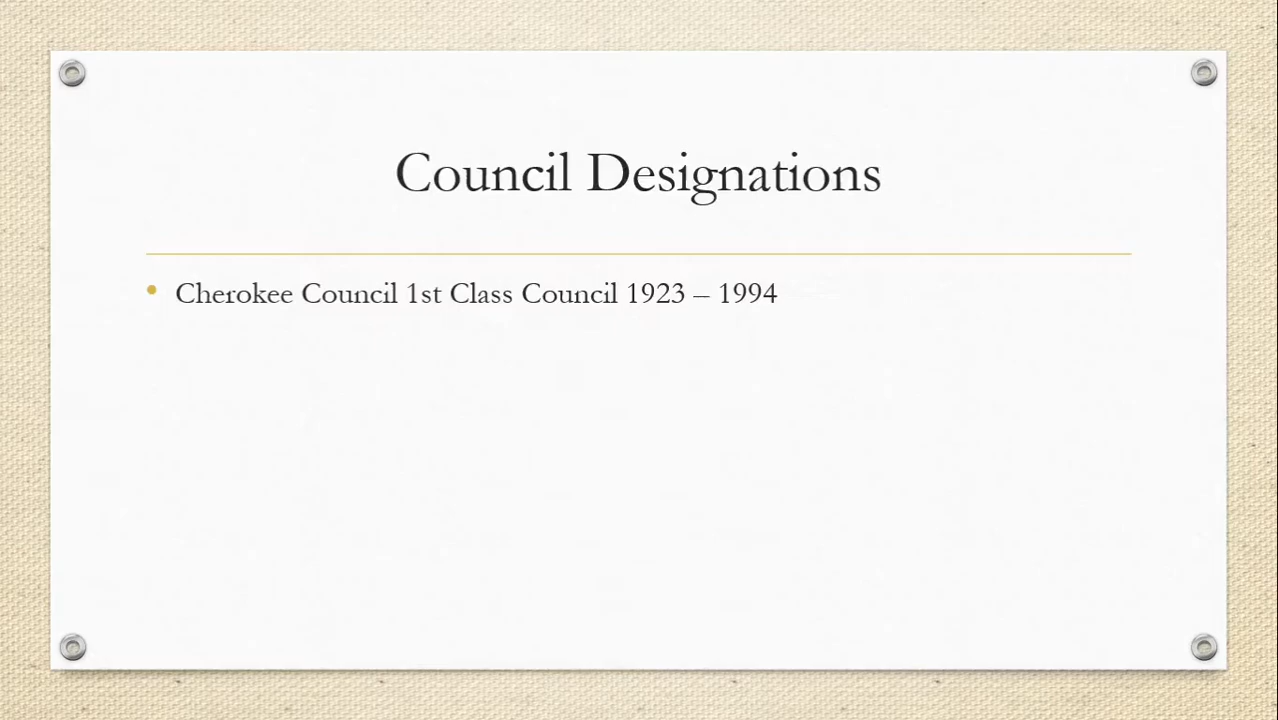 Council Designations
Cherokee Council 1st Class Council 1923 – 1994